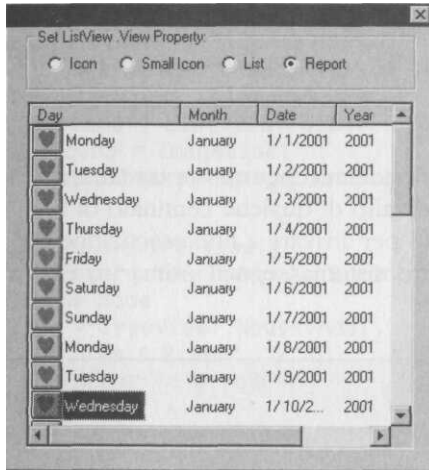 Set ListView .View Property:
Icon Small Icon List Report
Day Month Date Year
Monday January 1/ 1/2001 2001
Tuesday January 1/ 2/2001 2001
Wednesday January 1/ 3/2001 2001
Thursday January 1/ 4/2001 2001
Friday January 1/ 5/2001 2001
Saturday January 1/ 6/2001 2001
Sunday January 1/ 7/2001 2001
Monday January 1/ 8/2001 2001
Tuesday January 1/ 9/2001 2001
Wednesday January 1/ 10/2... 2001